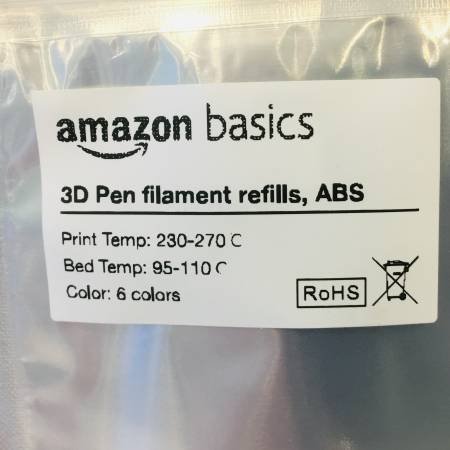 amazon basics
3D Pen filament refills, ABS
Print Temp: 230-270 C
Bed Temp: 95-110 C
Color: 6 colors
RoHS